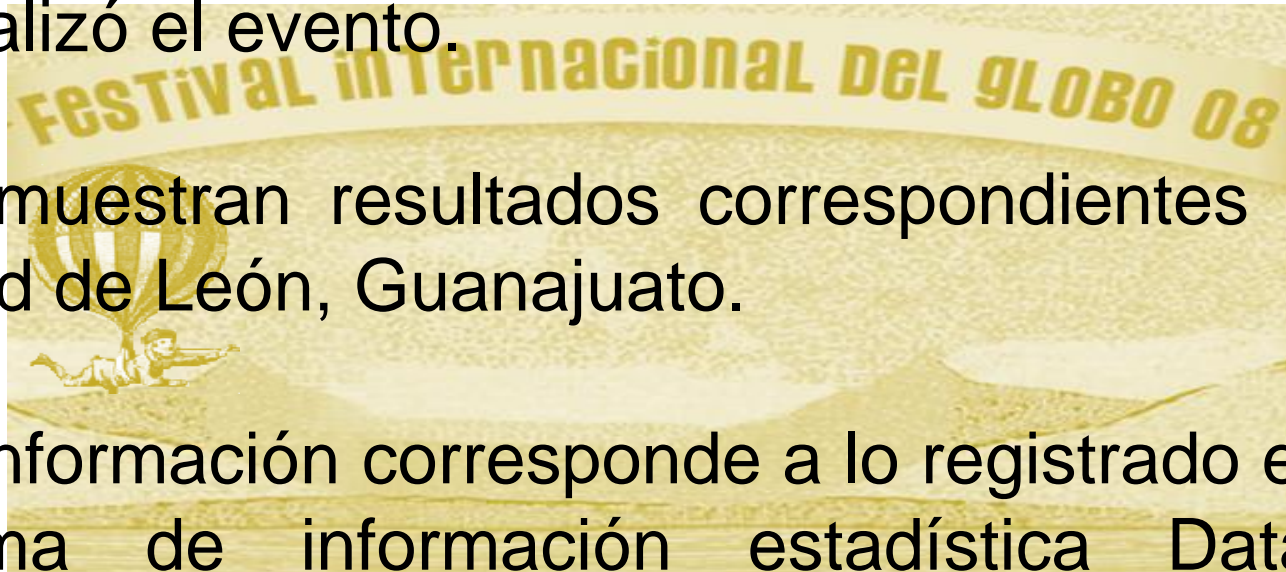 alizó el evento.
FesTiVaL inTernacionaL DeL gLOBO 08
muestran resultados correspondientes
d de León, Guanajuato.
nformación corresponde a lo registrado e
ma de información estadística Data